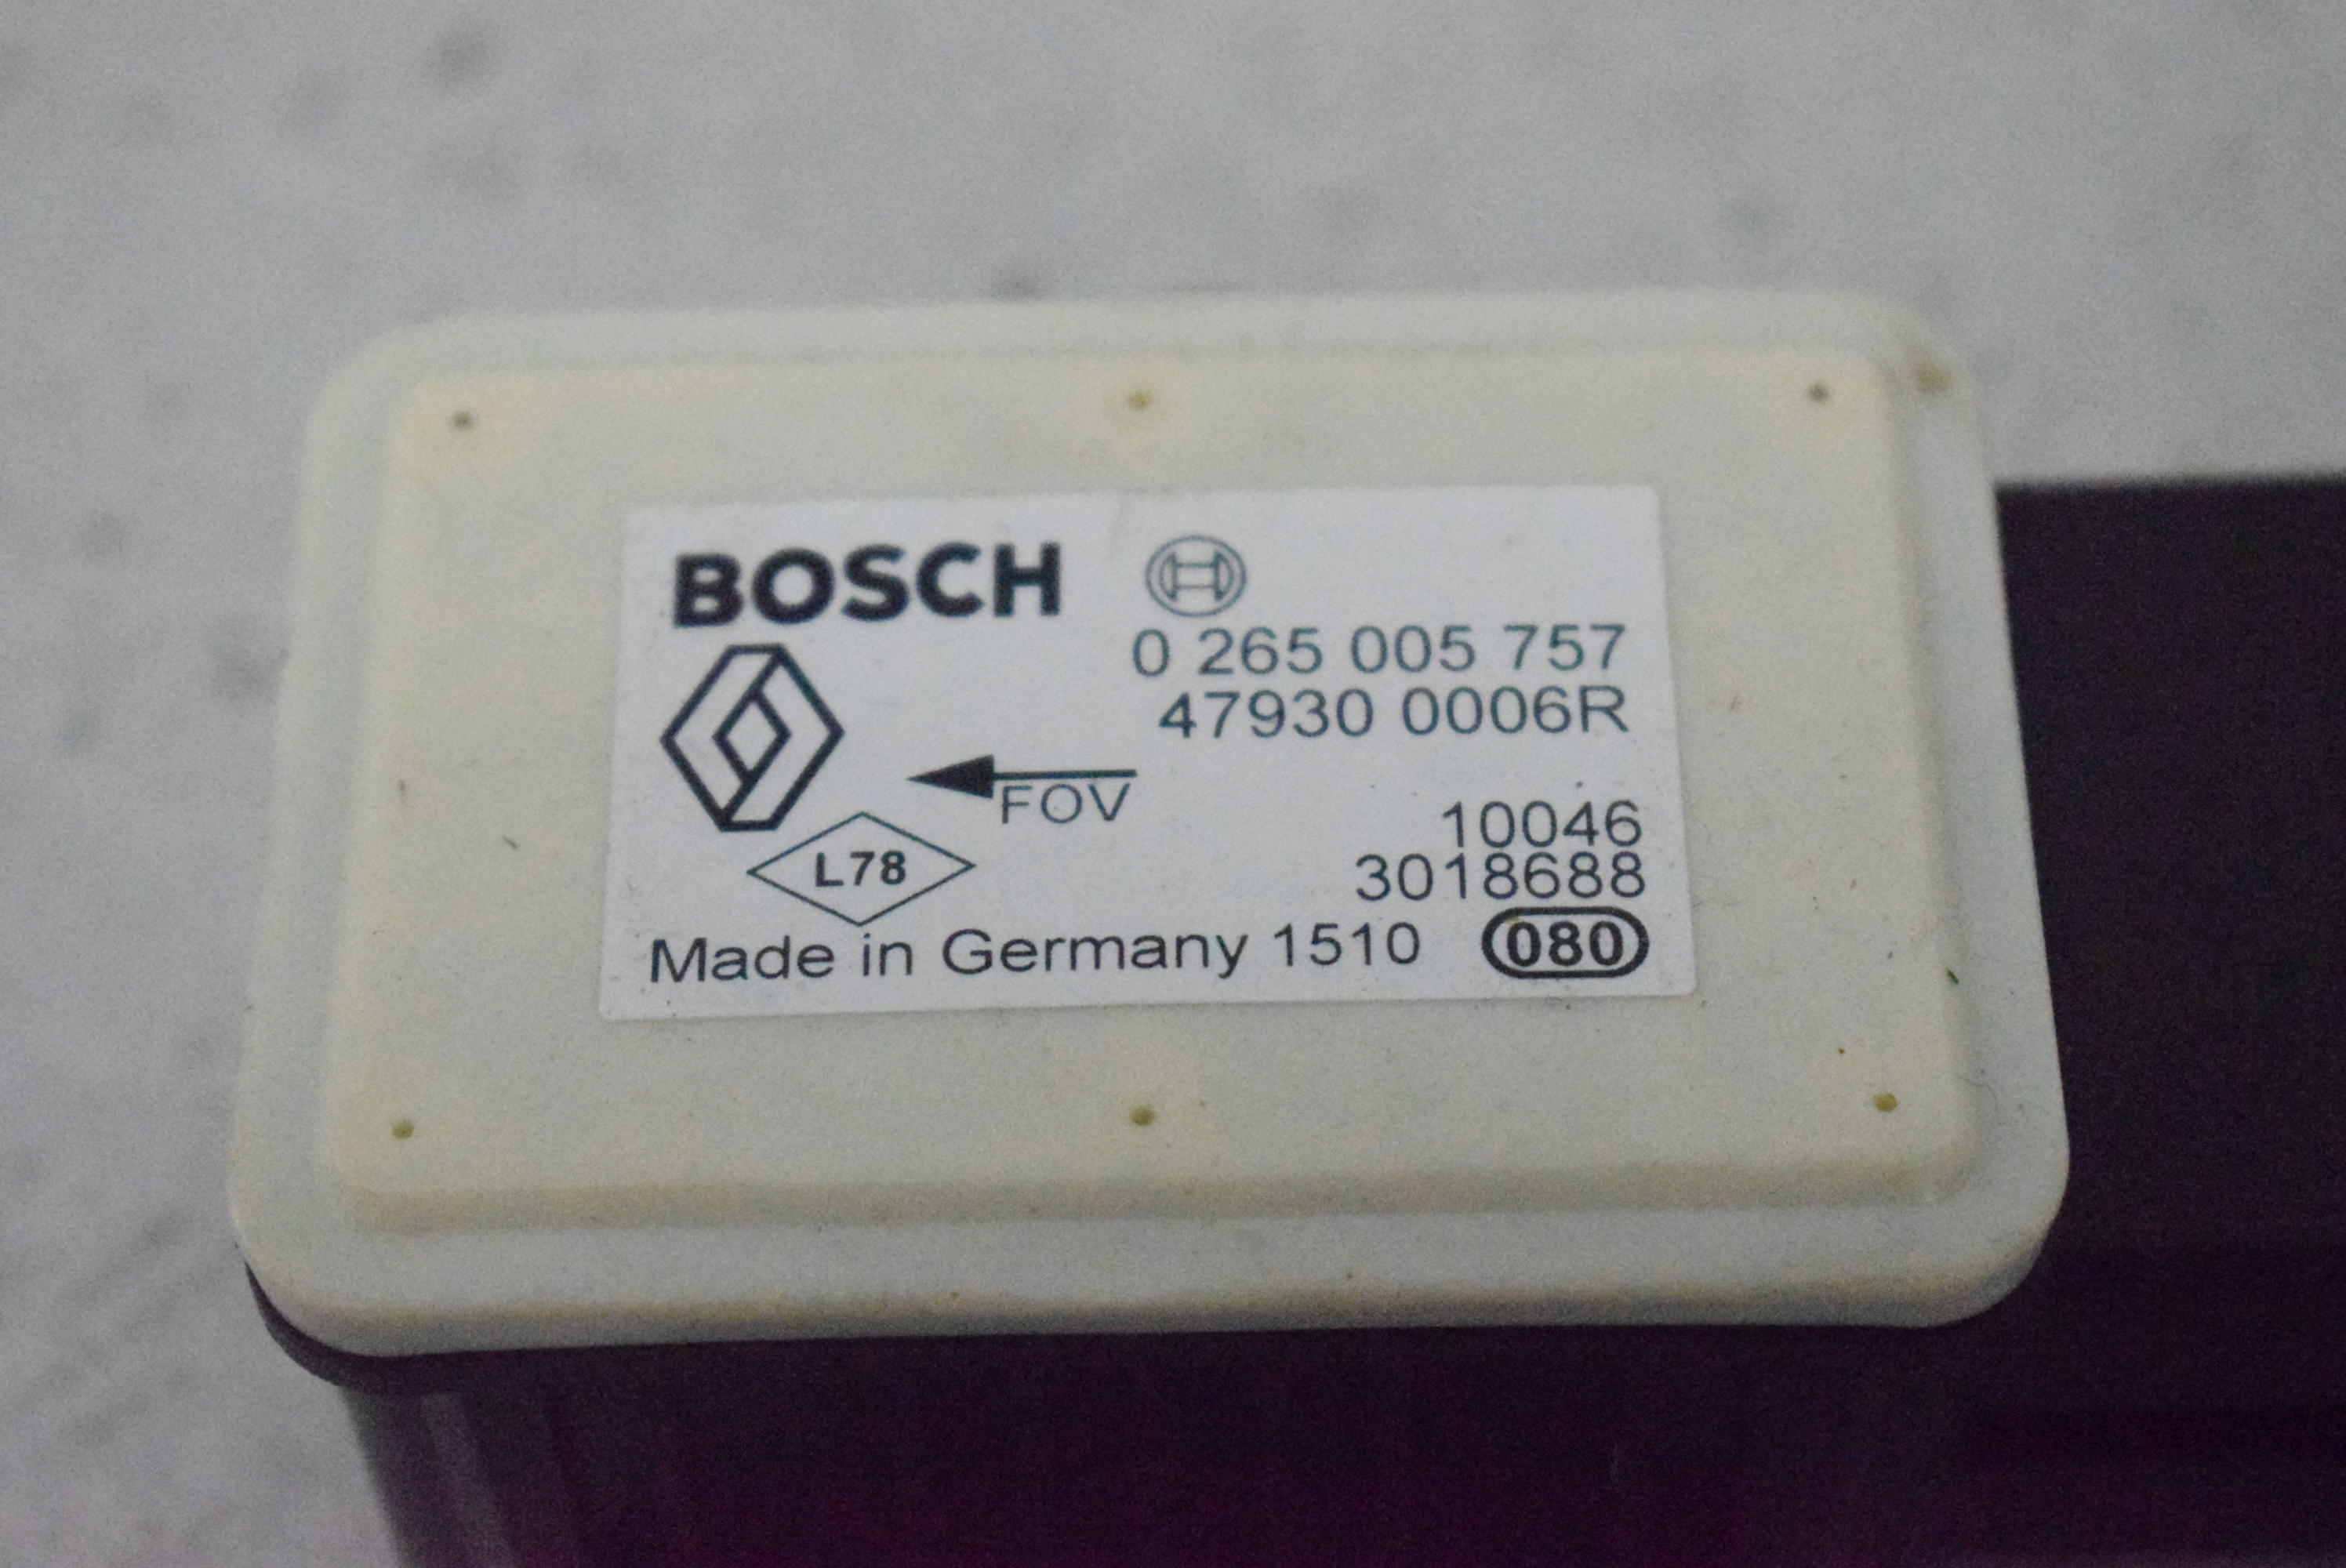 BOSCH
0 265 005 757
47930 0006R
FOV
10046
L78
3018688
Made in Germany 1510 080